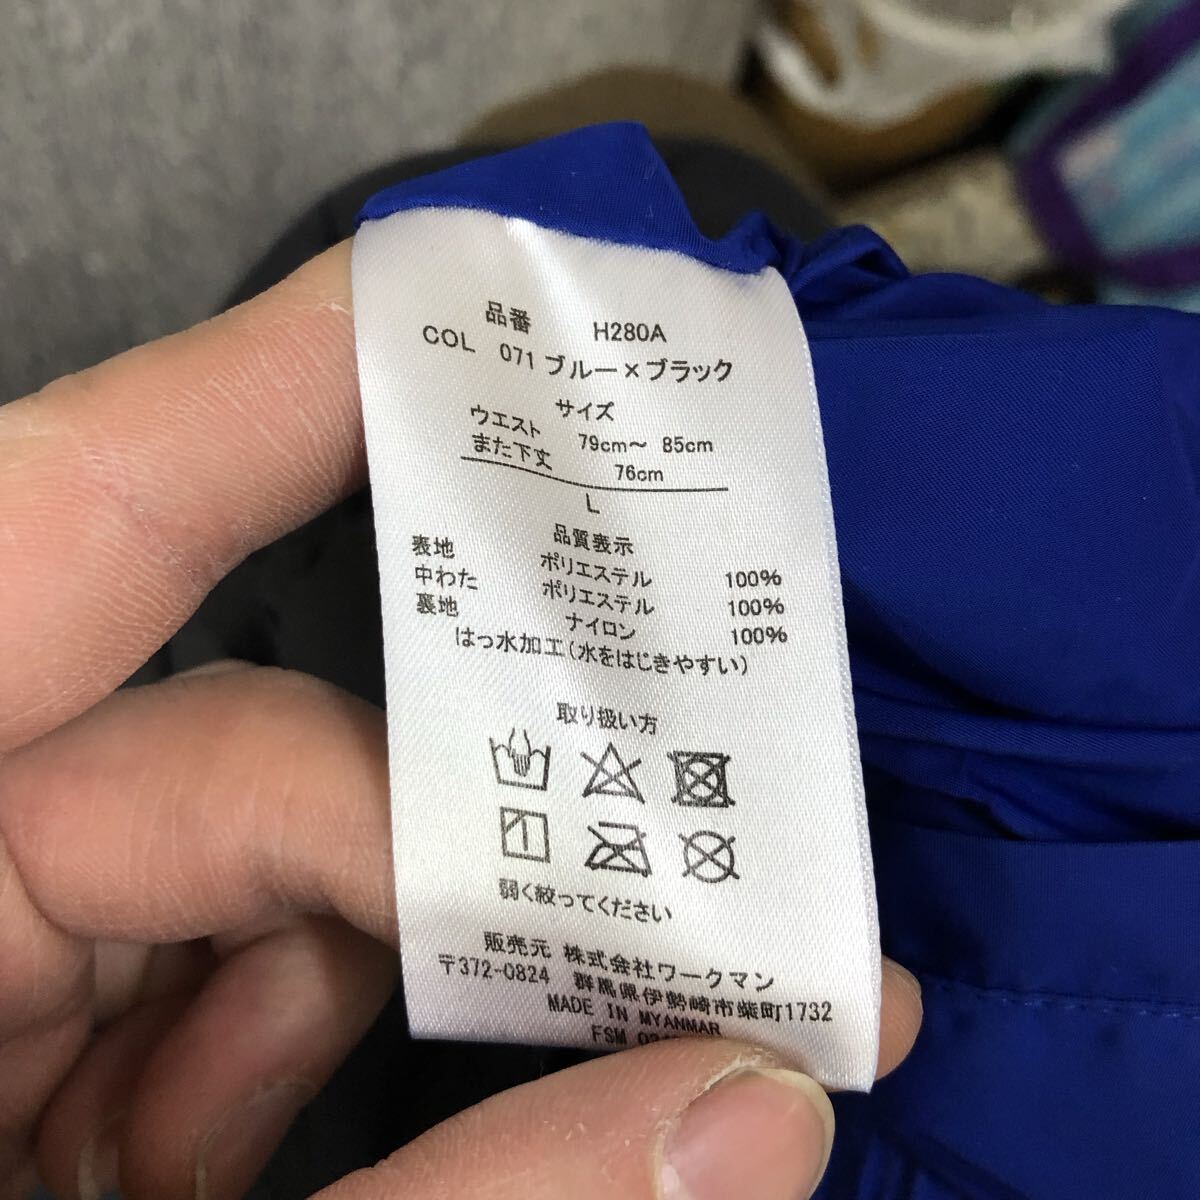 品番 H280A
COL 071 ブルー×ブラック
サイズ
ウエスト 79cm～ 85cm
また下丈 76cm
L
品質表示
表地 ポリエステル 100%
中わた ポリエステル 100%
裏地 ナイロン 100%
はっ水加工(水をはじきやすい)
取り扱い方
弱く絞ってください
販売元 株式会社ワークマン
〒372-0824 群馬県伊勢崎市柴町1732
MADE IN MYANMAR
FSM